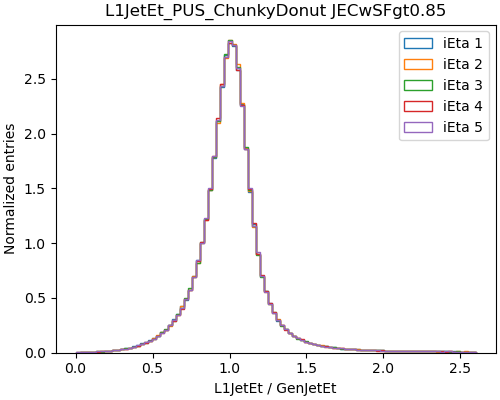 L1JetEt_PUS_ChunkyDonut JECwSFgt0.85
iEta 1
iEta 2
iEta 3
iEta 4
iEta 5
Normalized entries
2.5
2.0
1.5
1.0
0.5
0.0
0.0 0.5 1.0 1.5 2.0 2.5
L1JetEt / GenJetEt